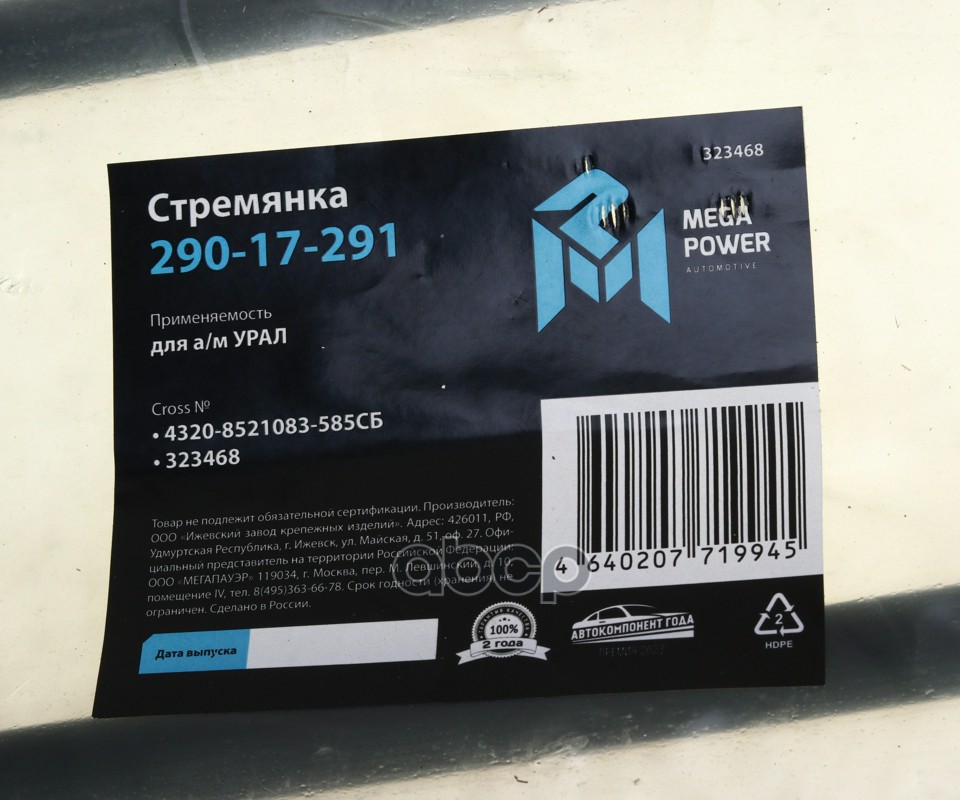 323468
Стремянка
290-17-291
MEGA
POWER
AUTOMOTIVE
Применяемость
для а/м УРАЛ
Cross №
• 4320-8521083-585СБ
• 323468
Товар не подлежит обязательной сертификации. Производитель:
ООО «Ижевский завод крепежных изделий». Адрес: 426011, РФ,
Удмуртская Республика, г. Ижевск, ул. Майская, д. 51, оф. 27. Офи-
циальный представитель на территории Российской Федерации:
ООО «МЕГАПАУЭР» 119034, г. Москва, пер. М. Левшинский, д. 10,
помещение IV, тел. 8(495)363-66-78. Срок годности (хранения) не
ограничен. Сделано в России.
4 640207 719945
abcp
Дата выпуска
ГАРАНТИЯ КАЧЕСТВА
100%
2 года
АВТОКОМПОНЕНТ ГОДА
ПРЕМИЯ
2
HDPE